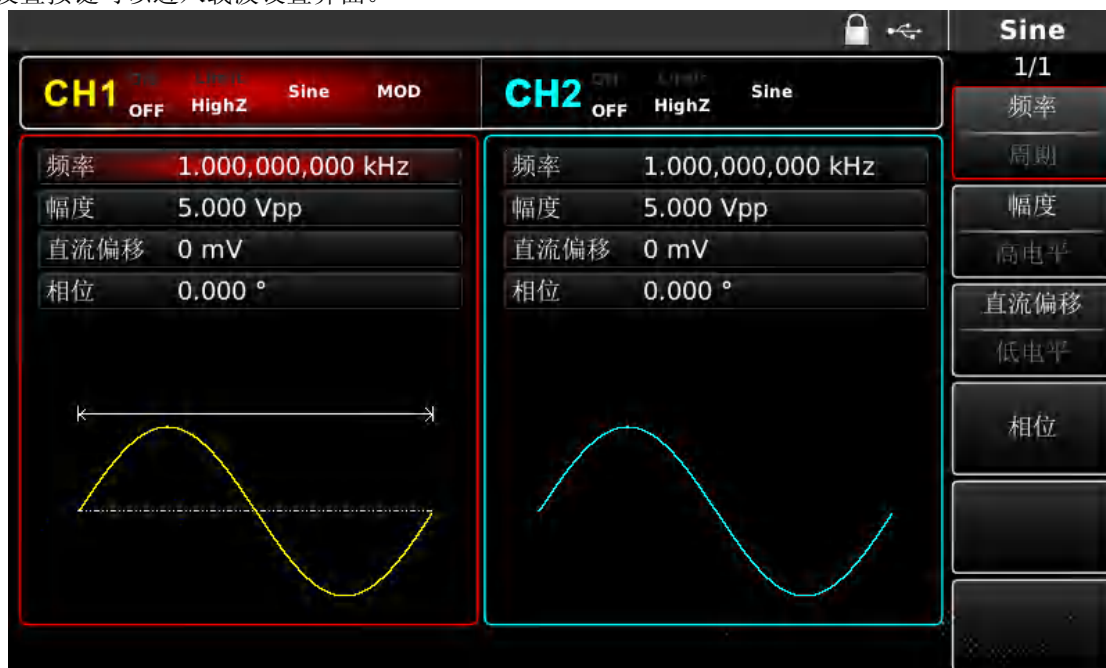 设置按键可以进入载波设置界面。
Sine
1/1
CH1 ON Limit Sine MOD
OFF HighZ
CH2 ON Limit Sine
OFF HighZ
频率 1.000,000,000 kHz
幅度 5.000 Vpp
直流偏移 0 mV
相位 0.000 °
频率 1.000,000,000 kHz
幅度 5.000 Vpp
直流偏移 0 mV
相位 0.000 °
频率
周期
幅度
高电平
直流偏移
低电平
相位